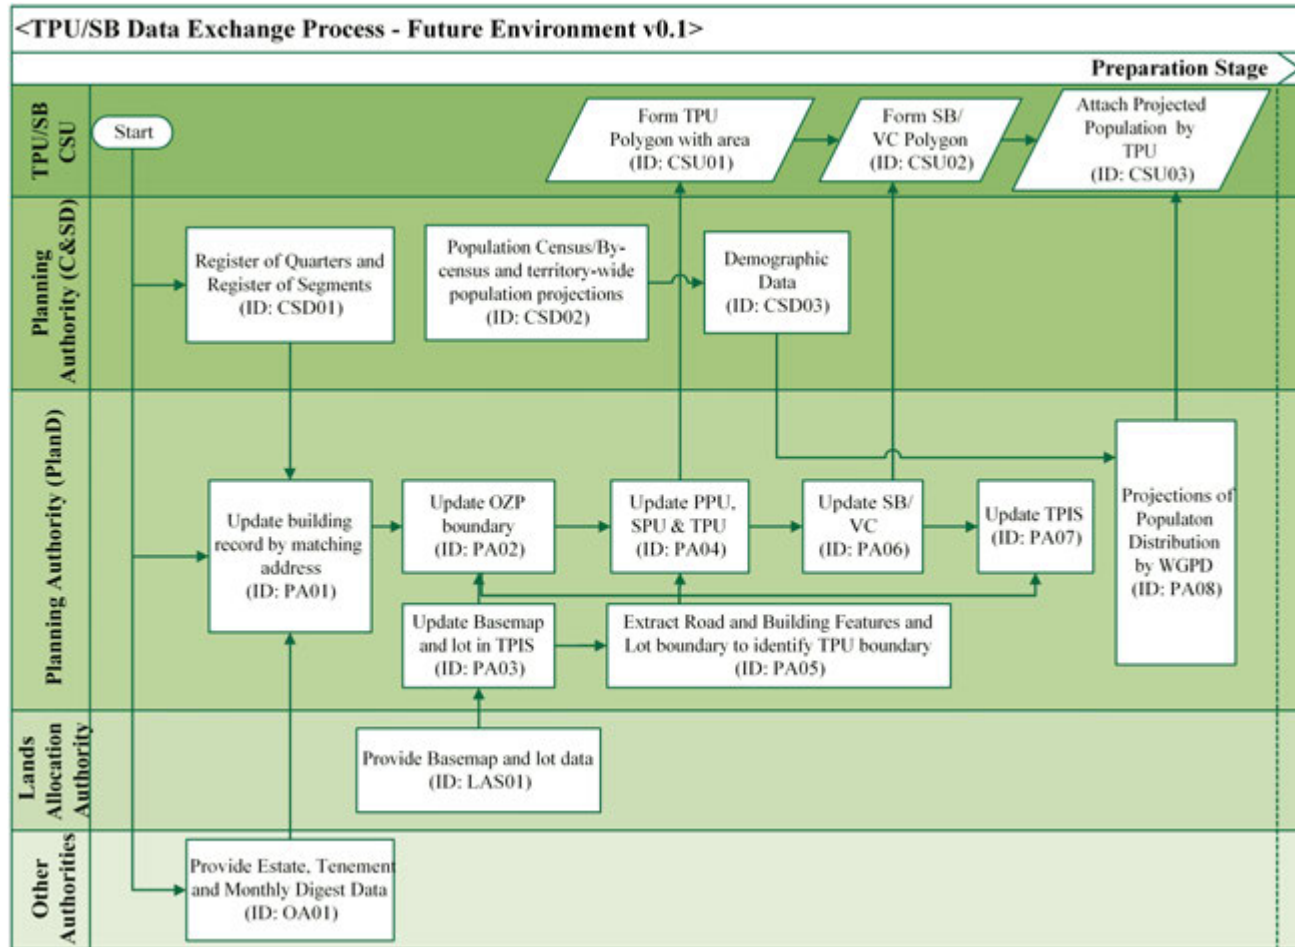 <TPU/SB Data Exchange Process - Future Environment v0.1>
Preparation Stage
TPU/SB
CSU
Start
Form TPU
Polygon with area
(ID: CSU01)
Form SB/
VC Polygon
(ID: CSU02)
Attach Projected
Population by
TPU
(ID: CSU03)
Planning
Authority (C&SD)
Register of Quarters and
Register of Segments
(ID: CSD01)
Population Census/By-
census and territory-wide
population projections
(ID: CSD02)
Demographic
Data
(ID: CSD03)
Planning Authority (PlanD)
Update building
record by matching
address
(ID: PA01)
Update OZP
boundary
(ID: PA02)
Update PPU,
SPU & TPU
(ID: PA04)
Update SB/
VC
(ID: PA06)
Update TPIS
(ID: PA07)
Projections of
Populaton
Distribution
by WGPD
(ID: PA08)
Update Basemap
and lot in TPIS
(ID: PA03)
Extract Road and Building Features and
Lot boundary to identify TPU boundary
(ID: PA05)
Lands
Allocation
Authority
Provide Basemap and lot data
(ID: LAS01)
Other
Authorities
Provide Estate, Tenement
and Monthly Digest Data
(ID: OA01)